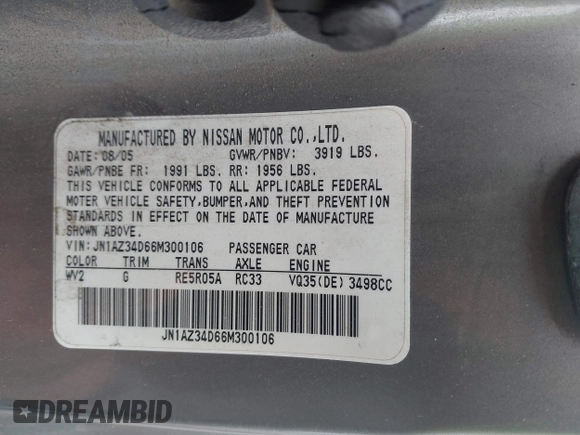 MANUFACTURED BY NISSAN MOTOR CO.,LTD.
DATE: 08/05 GVWR/PNBV: 3919 LBS.
GAWR/PNBE FR: 1991 LBS. RR: 1956 LBS.
THIS VEHICLE CONFORMS TO ALL APPLICABLE FEDERAL
MOTOR VEHICLE SAFETY,BUMPER,AND THEFT PREVENTION
STANDARDS IN EFFECT ON THE DATE OF MANUFACTURE
SHOWN ABOVE.
VIN: JN1AZ34D66M300106 PASSENGER CAR
COLOR TRIM TRANS AXLE ENGINE
WV2 G RE5R05A RC33 VQ35(DE) 3498CC
JN1AZ34D66M300106
DREAMBID